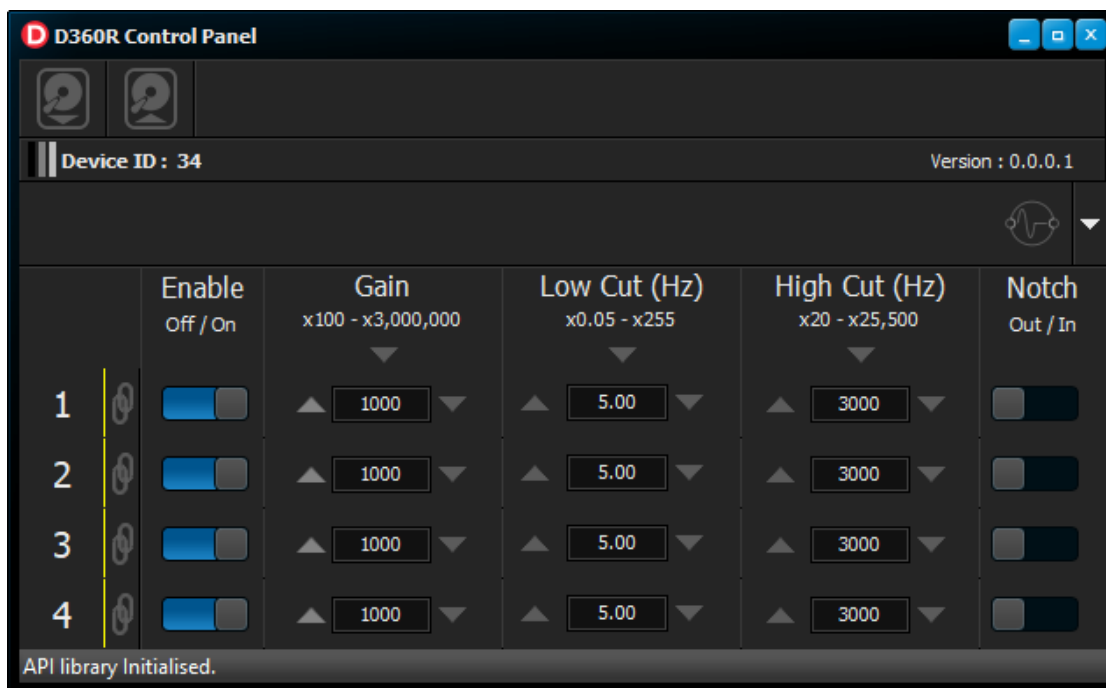 D D360R Control Panel
Device ID : 34 Version : 0.0.0.1
Enable Gain Low Cut (Hz) High Cut (Hz) Notch
Off / On x100 - x3,000,000 x0.05 - x255 x20 - x25,500 Out / In
1 1000 5.00 3000
2 1000 5.00 3000
3 1000 5.00 3000
4 1000 5.00 3000
API library Initialised.